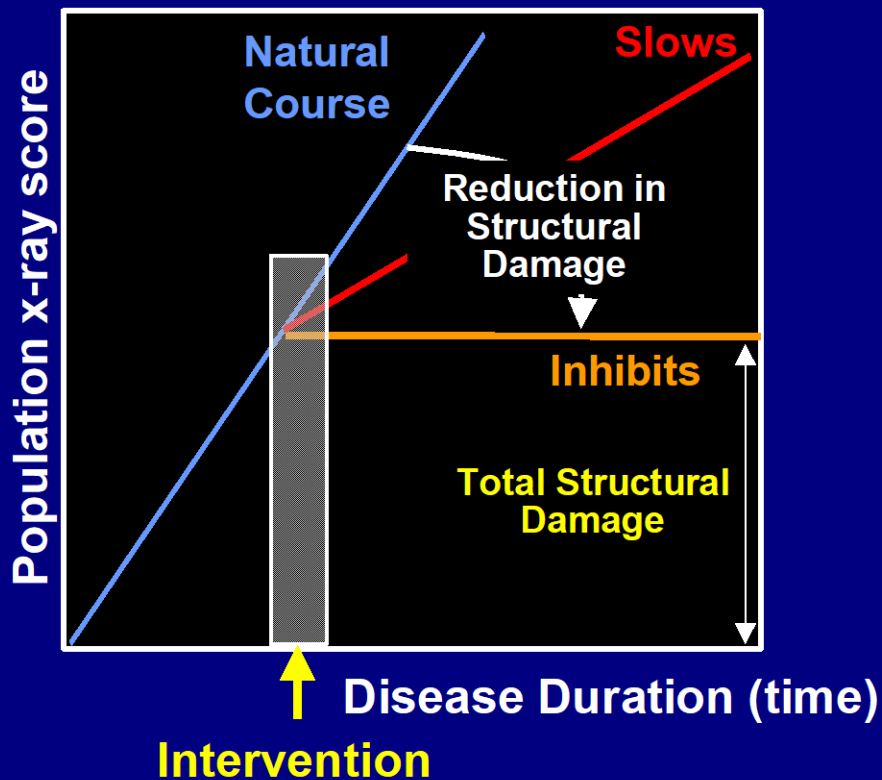 Population x-ray score
Natural
Course
Slows
Reduction in
Structural
Damage
Inhibits
Total Structural
Damage
Disease Duration (time)
Intervention